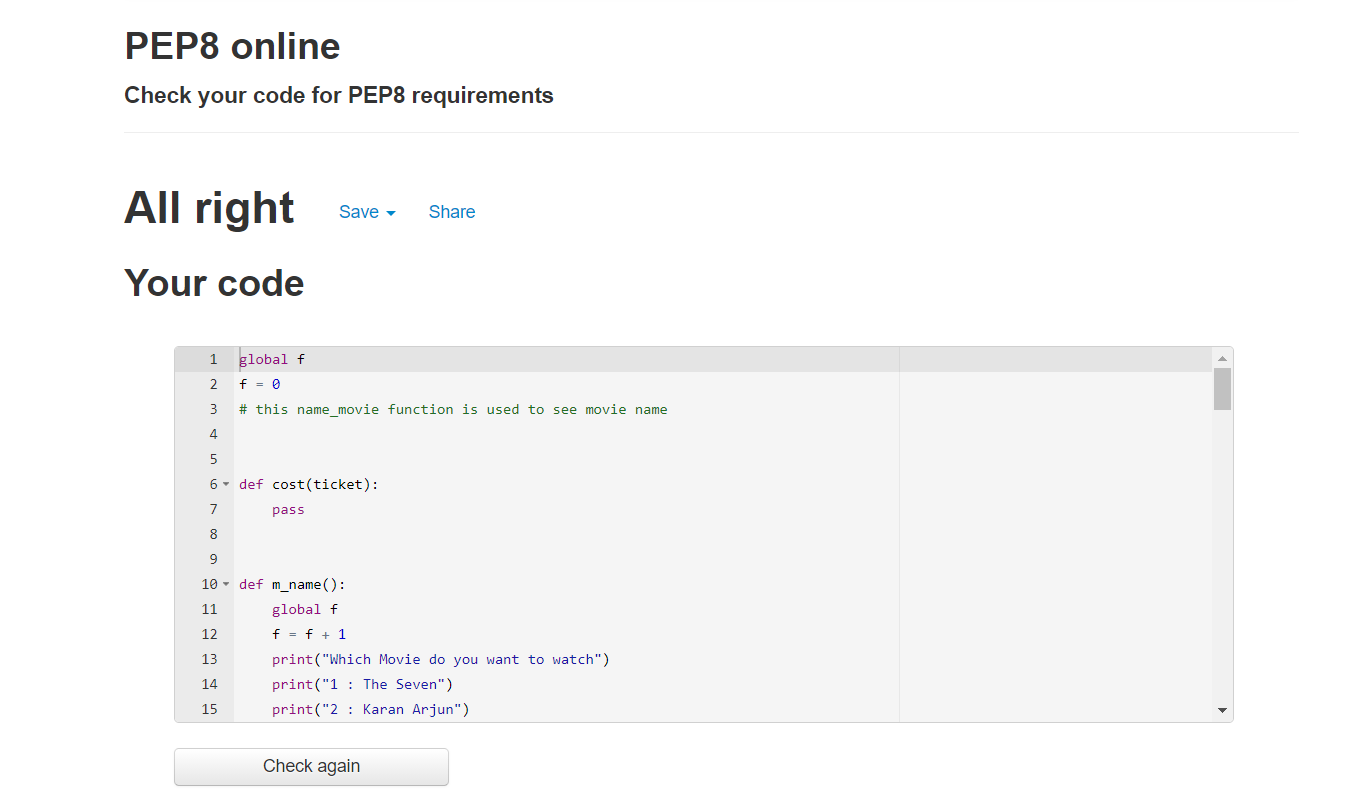 PEP8 online
Check your code for PEP8 requirements
All right Save Share
Your code
1 global f
2 f = 0
3 # this name_movie function is used to see movie name
4
5
6 def cost(ticket):
7     pass
8
9
10 def m_name():
11     global f
12     f = f + 1
13     print("Which Movie do you want to watch")
14     print("1 : The Seven")
15     print("2 : Karan Arjun")
Check again